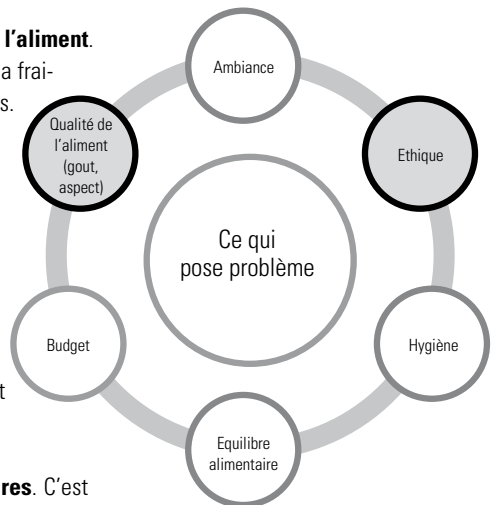 l'aliment.
a frai-
s.
Ambiance
Qualité de
l'aliment
(gout,
aspect)
Ethique
Ce qui
pose problème
Budget
Hygiène
t
Equilibre
alimentaire
res. C'est